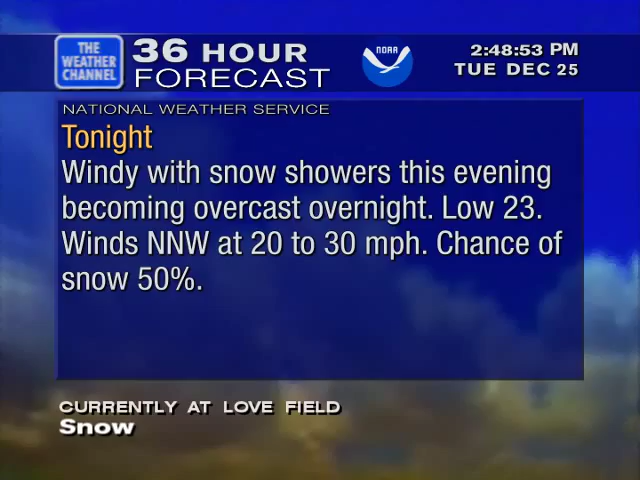 THE
WEATHER
CHANNEL
36 HOUR
FORECAST
NOAA
2:48:53 PM
TUE DEC 25
NATIONAL WEATHER SERVICE
Tonight
Windy with snow showers this evening
becoming overcast overnight. Low 23.
Winds NNW at 20 to 30 mph. Chance of
snow 50%.
CURRENTLY AT LOVE FIELD
Snow